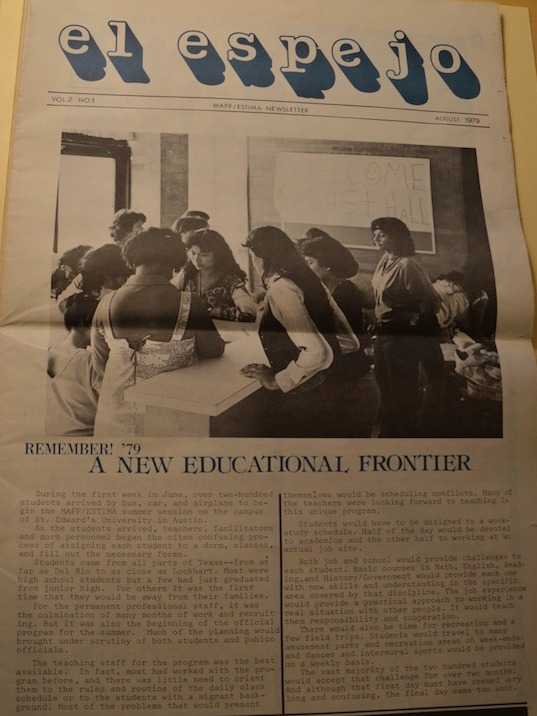 el espejo
VOL.2 NO.1
MAPP/ESTIMA NEWSLETTER
AUGUST 1979
WELCOME
HALL
REMEMBER! '79
A NEW EDUCATIONAL FRONTIER
During the first week in June, over two-hundred
students arrived by bus, car, and airplane to be-
gin the MAPP/ESTIMA summer session on the campus
of St. Edward's University in Austin.
As the students arrived, teachers, facilitators
and dorm personnel began the often confusing pro-
cess of assigning each student to a dorm, classes,
and fill out the necessary forms.
Students came from all parts of Texas--from as
far as Del Rio to as close as Lockhart. Most were
high school students but a few had just graduated
from junior high. For others it was the first
time that they would be away from their families.
For the permanent professional staff, it was
the culmination of many months of work and recruit
ing. But it was also the beginning of the official
program for the summer. Much of the planning would
brought under scrutiny of both students and public
officials.
The teaching staff for the program was the best
available. In fact, most had worked with the pro-
gram before, and there was little need to orient
them to the rules and routine of the daily class
schedule or to the students with a migrant back-
ground. Most of the problems that would present
themselves would be scheduling conflicts. Many of
the teachers were looking forward to teaching in
this unique program.
Students would have to be assigned to a work-
study schedule. Half of the day would be devoted
to academics and the other half to working at an
actual job site.
Both job and school would provide challenges to
each student. Basic courses in Math, English, Read-
ing, and History/Government would provide each one
with new skills and understanding in the specific
area covered by that discipline. The job experience
would provide a practical approach to working in a
real situation with other people. It would teach
them responsibility and cooperation.
There would also be time for recreation and a
few field trips. Students would travel to many
amusement parks and recreation areas on week-ends
and dances and intermural sports would be provided
on a weekly basis.
The vast majority of the two hundred students
would accept that challenge for over two months.
And although that first day must have seemed very
long and confusing, the final day came too soon.